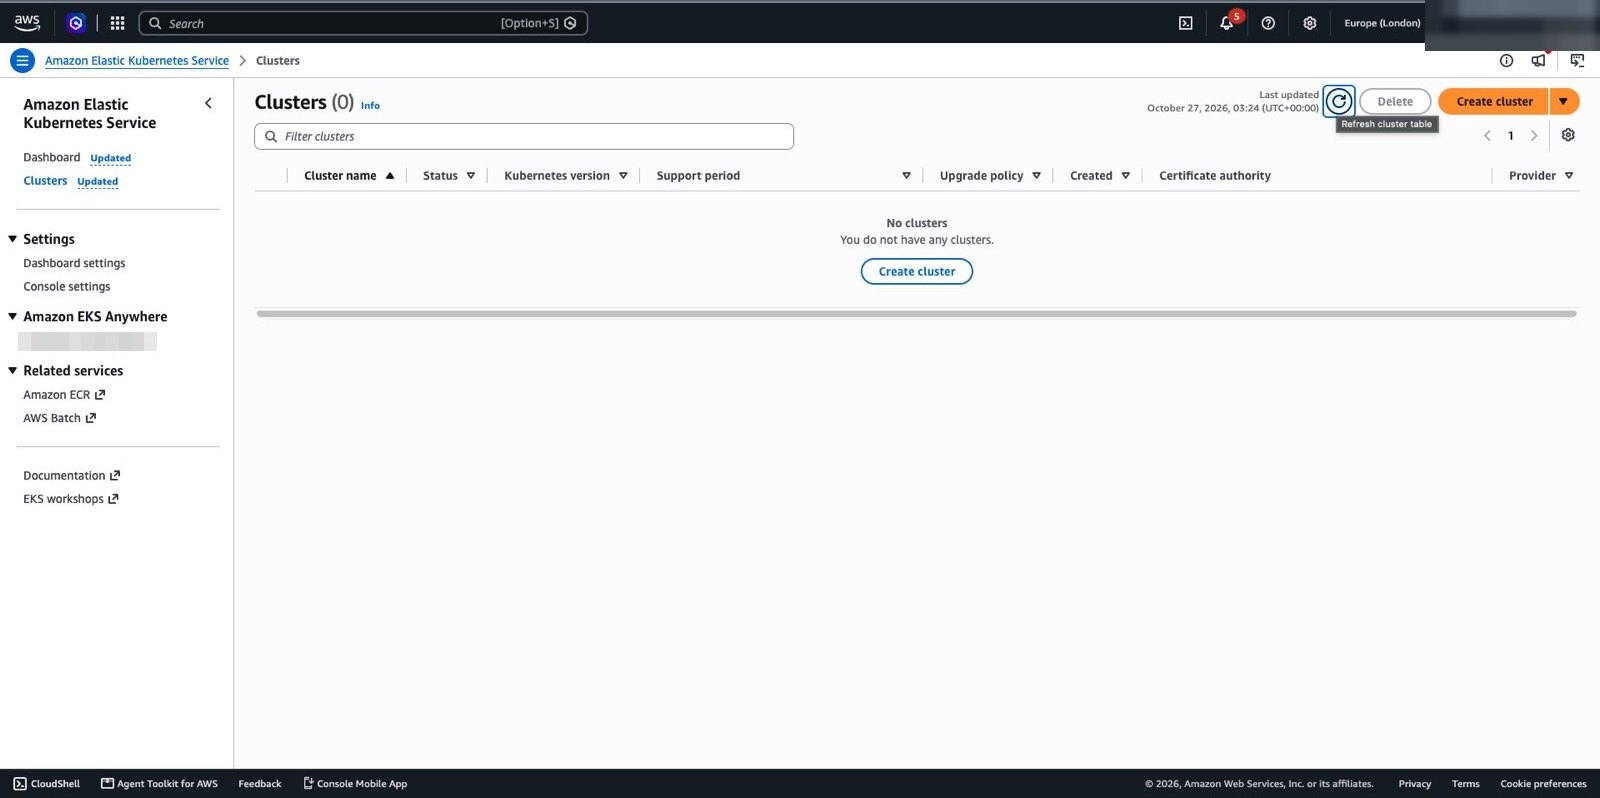 aws
Search [Option+S]
5
Europe (London)
Amazon Elastic Kubernetes Service > Clusters
Amazon Elastic
Kubernetes Service
Dashboard Updated
Clusters Updated
Settings
Dashboard settings
Console settings
Amazon EKS Anywhere
Related services
Amazon ECR
AWS Batch
Documentation
EKS workshops
Clusters (0) Info
Last updated
October 27, 2026, 03:24 (UTC+00:00)
Delete
Create cluster
Refresh cluster table
Filter clusters
1
Cluster name Status Kubernetes version Support period Upgrade policy Created Certificate authority Provider
No clusters
You do not have any clusters.
Create cluster
CloudShell Agent Toolkit for AWS Feedback Console Mobile App © 2026, Amazon Web Services, Inc. or its affiliates. Privacy Terms Cookie preferences